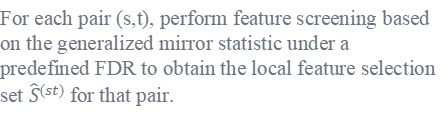 For each pair (s,t), perform feature screening based
on the generalized mirror statistic under a
predefined FDR to obtain the local feature selection
set Ŝ⁽ˢᵗ⁾ for that pair.